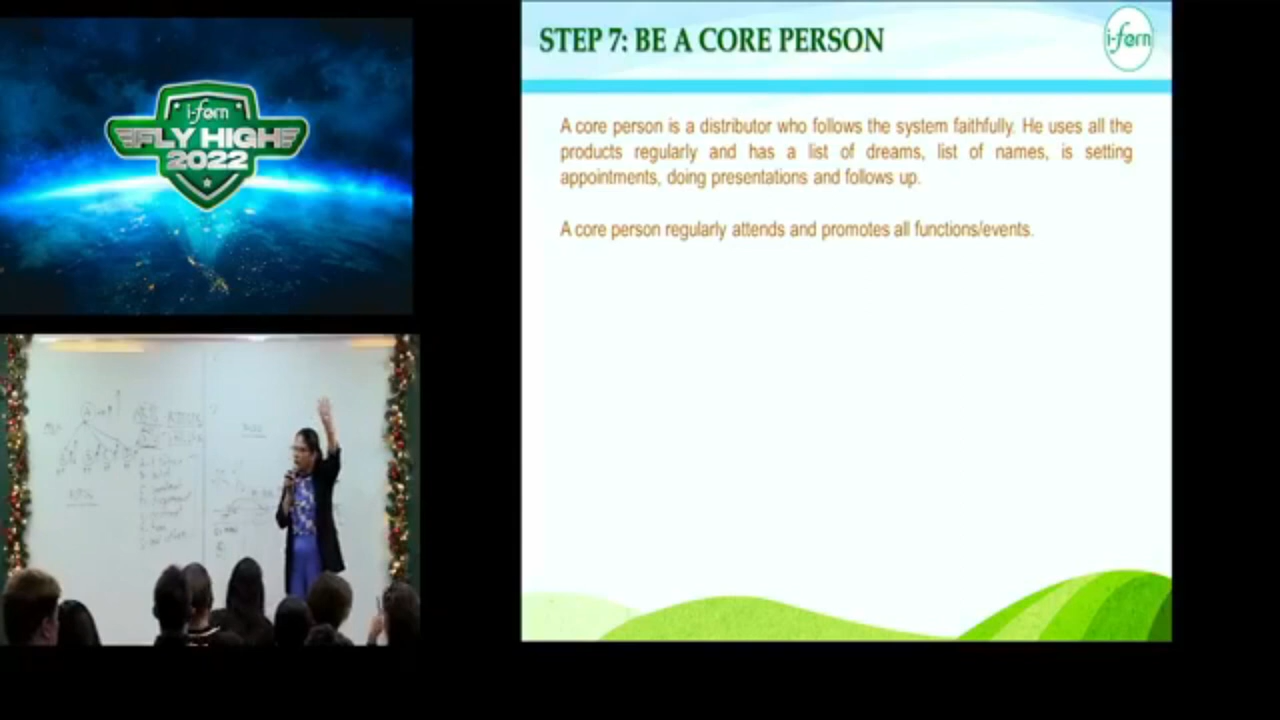 i-fern
FLY HIGH
2022
STEP 7: BE A CORE PERSON
i-fern
A core person is a distributor who follows the system faithfully. He uses all the
products regularly and has a list of dreams, list of names, is setting
appointments, doing presentations and follows up.
A core person regularly attends and promotes all functions/events.